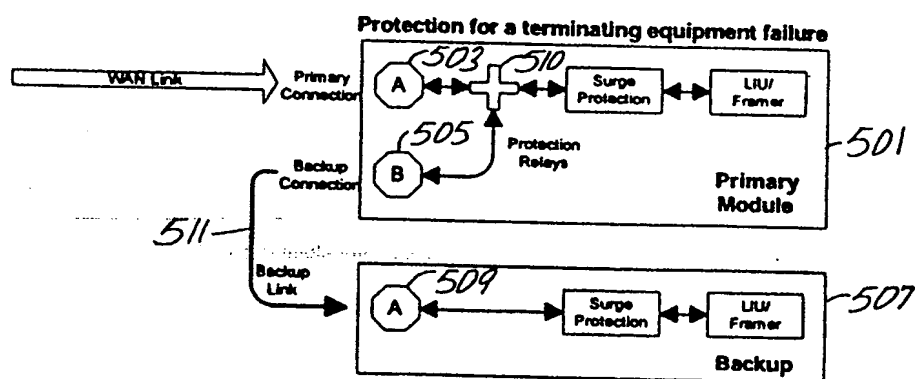 Protection for a terminating equipment failure
503
510
WAN Link
Primary
Connection
A
Surge
Protection
LIU/
Framer
505
Protection
Relays
501
Backup
Connection
B
Primary
Module
511
Backup
Link
509
A
Surge
Protection
LIU/
Framer
507
Backup